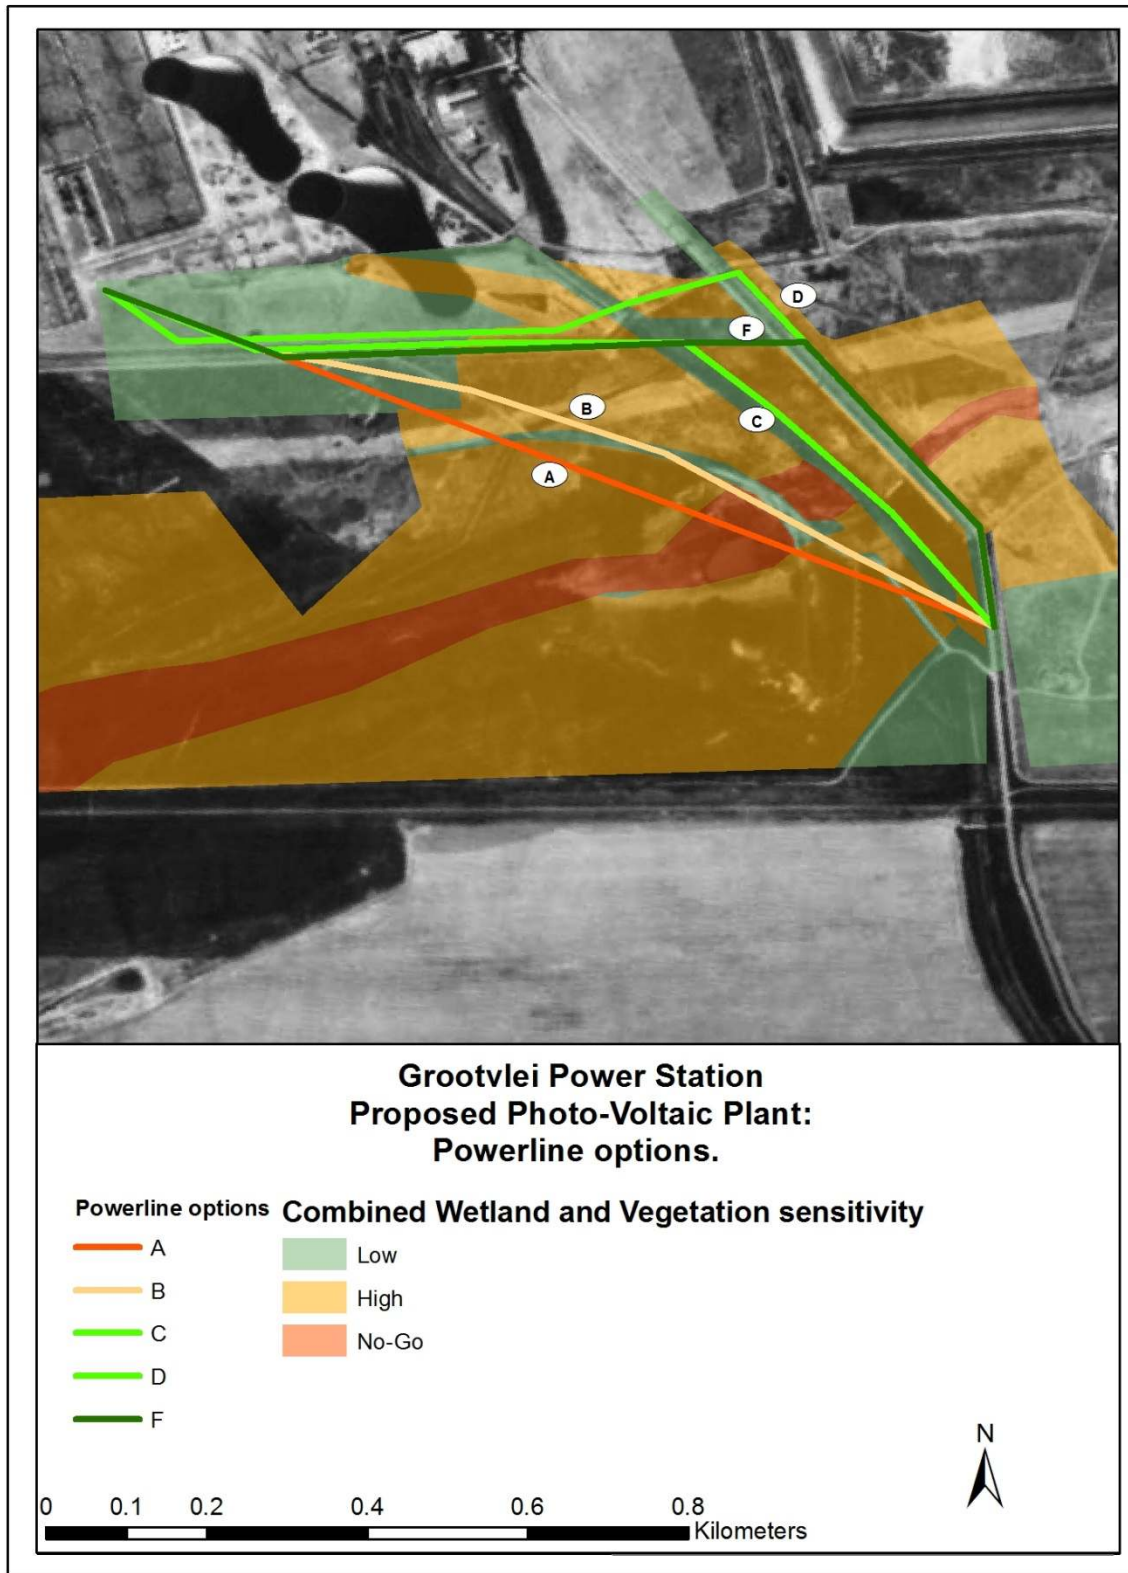 D
F
B
C
A
Grootvlei Power Station
Proposed Photo-Voltaic Plant:
Powerline options.
Powerline options
A
B
C
D
F
Combined Wetland and Vegetation sensitivity
Low
High
No-Go
N
0 0.1 0.2 0.4 0.6 0.8
Kilometers